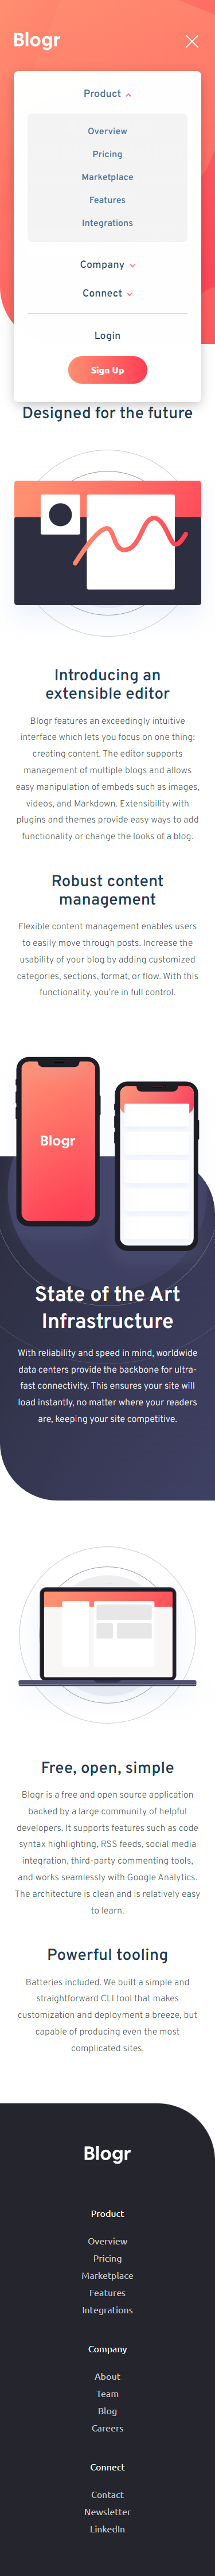 Blogr
Product
Overview
Pricing
Marketplace
Features
Integrations
Company
Connect
Login
Sign Up
Designed for the future
Introducing an
extensible editor
Blogr features an exceedingly intuitive
interface which lets you focus on one thing:
creating content. The editor supports
management of multiple blogs and allows
easy manipulation of embeds such as images,
videos, and Markdown. Extensibility with
plugins and themes provide easy ways to add
functionality or change the looks of a blog.
Robust content
management
Flexible content management enables users
to easily move through posts. Increase the
usability of your blog by adding customized
categories, sections, format, or flow. With this
functionality, you're in full control.
Blogr
State of the Art
Infrastructure
With reliability and speed in mind, worldwide
data centers provide the backbone for ultra-
fast connectivity. This ensures your site will
load instantly, no matter where your readers
are, keeping your site competitive.
Free, open, simple
Blogr is a free and open source application
backed by a large community of helpful
developers. It supports features such as code
syntax highlighting, RSS feeds, social media
integration, third-party commenting tools,
and works seamlessly with Google Analytics.
The architecture is clean and is relatively easy
to learn.
Powerful tooling
Batteries included. We built a simple and
straightforward CLI tool that makes
customization and deployment a breeze, but
capable of producing even the most
complicated sites.
Blogr
Product
Overview
Pricing
Marketplace
Features
Integrations
Company
About
Team
Blog
Careers
Connect
Contact
Newsletter
LinkedIn